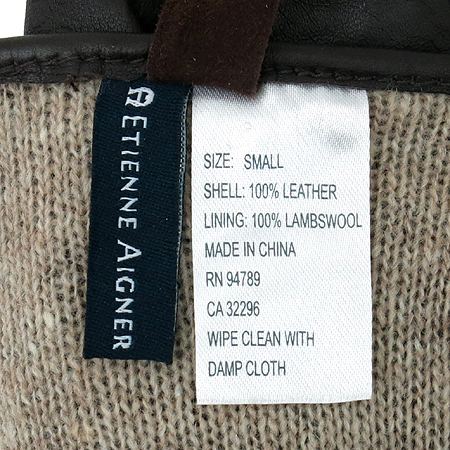 ETIENNE AIGNER
SIZE: SMALL
SHELL: 100% LEATHER
LINING: 100% LAMBSWOOL
MADE IN CHINA
RN 94789
CA 32296
WIPE CLEAN WITH
DAMP CLOTH